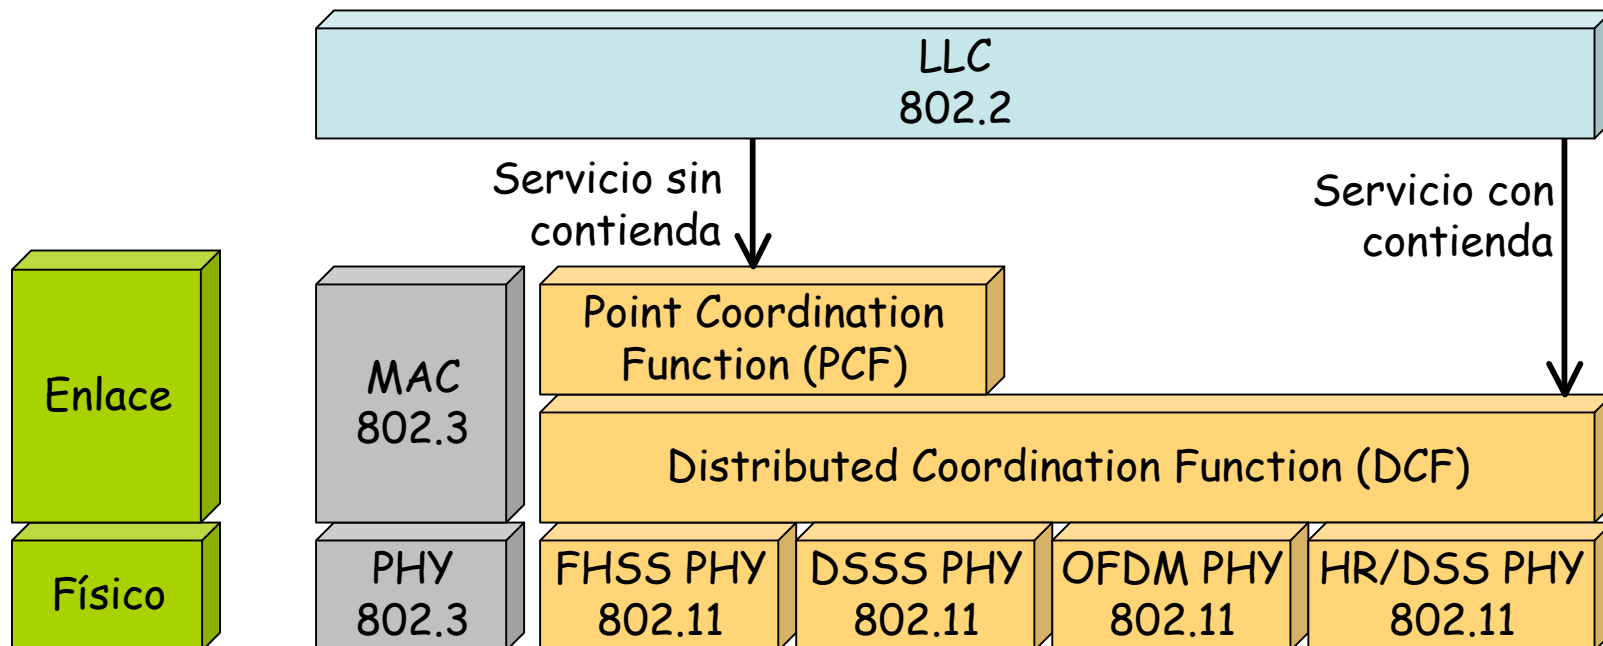 LLC
802.2
Servicio sin
contienda
Servicio con
contienda
Enlace
MAC
802.3
Point Coordination
Function (PCF)
Distributed Coordination Function (DCF)
Físico
PHY
802.3
FHSS PHY
802.11
DSSS PHY
802.11
OFDM PHY
802.11
HR/DSS PHY
802.11